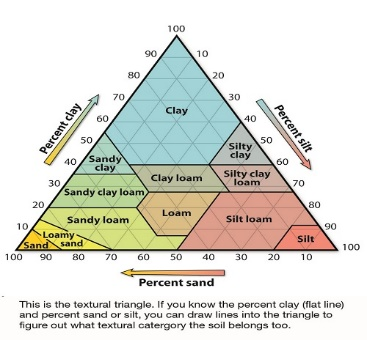 100
90
10
80
20
70
30
60
40
50
50
40
60
30
70
20
80
10
90
100
Percent clay
Percent silt
Clay
Silty
clay
Sandy
clay
Clay loam
Silty clay
loam
Sandy clay loam
Loam
Silt loam
Sandy loam
Loamy
sand
Sand
Silt
100 90 80 70 60 50 40 30 20 10
Percent sand
This is the textural triangle. If you know the percent clay (flat line)
and percent sand or silt, you can draw lines into the triangle to
figure out what textural catergory the soil belongs too.